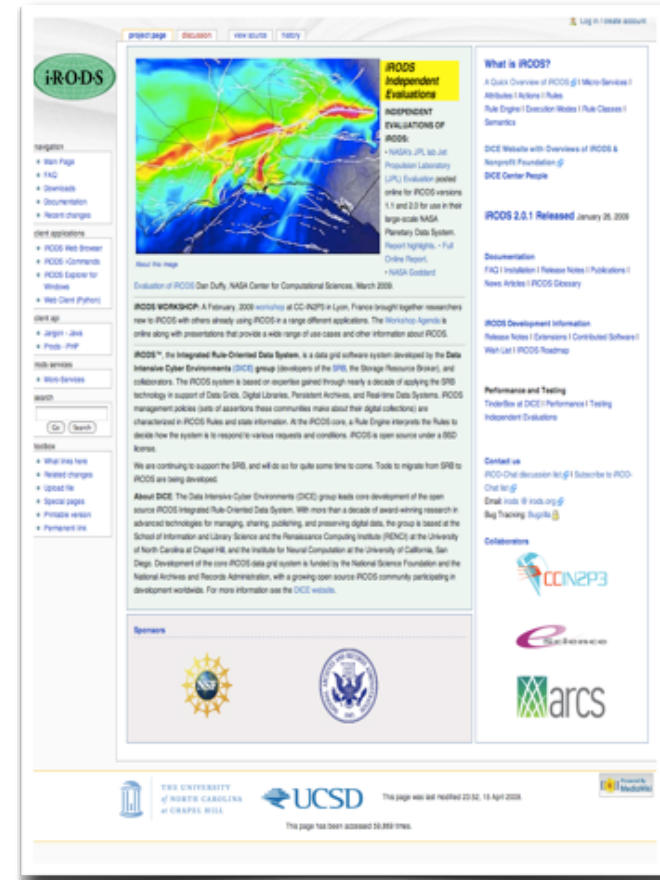 Log in / create account
project page
discussion
view source
history
iRODS
navigation
Main Page
FAQ
Downloads
Documentation
Recent changes
client applications
iRODS Web Browser
iRODS iCommands
iRODS Explorer for
Windows
Web Client (Python)
client api
Jargon - Java
Prods - PHP
irods services
Micro-Services
search
Go
Search
toolbox
What links here
Related changes
Upload file
Special pages
Printable version
Permanent link
iRODS
Independent
Evaluations
INDEPENDENT
EVALUATIONS OF
iRODS:
• NASA's JPL lab Jet
Propulsion Laboratory
(JPL) Evaluation posted
online for iRODS versions
1.1 and 2.0 for use in their
large-scale NASA
Planetary Data System.
Report highlights. • Full
Online Report.
• NASA Goddard
About this image
Evaluation of iRODS Dan Duffy, NASA Center for Computational Sciences, March 2009.
iRODS WORKSHOP: A February, 2009 workshop at CC-IN2P3 in Lyon, France brought together researchers
new to iRODS with others already using iRODS in a range different applications. The Workshop Agenda is
online along with presentations that provide a wide range of use cases and other information about iRODS.
iRODS™, the Integrated Rule-Oriented Data System, is a data grid software system developed by the Data
Intensive Cyber Environments (DICE) group (developers of the SRB, the Storage Resource Broker), and
collaborators. The iRODS system is based on expertise gained through nearly a decade of applying the SRB
technology in support of Data Grids, Digital Libraries, Persistent Archives, and Real-time Data Systems. iRODS
management policies (sets of assertions these communities make about their digital collections) are
characterized in iRODS Rules and state information. At the iRODS core, a Rule Engine interprets the Rules to
decide how the system is to respond to various requests and conditions. iRODS is open source under a BSD
license.
We are continuing to support the SRB, and will do so for quite some time to come. Tools to migrate from SRB to
iRODS are being developed.
About DICE The Data Intensive Cyber Environments (DICE) group leads core development of the open
source iRODS Integrated Rule-Oriented Data System. With more than a decade of award-winning research in
advanced technologies for managing, sharing, publishing, and preserving digital data, the group is based at the
School of Information and Library Science and the Renaissance Computing Institute (RENCI) at the University
of North Carolina at Chapel Hill, and the Institute for Neural Computation at the University of California, San
Diego. Development of the core iRODS data grid system is funded by the National Science Foundation and the
National Archives and Records Administration, with a growing open source iRODS community participating in
development worldwide. For more information see the DICE website.
Sponsors
NSF
What is iRODS?
A Quick Overview of iRODS | Micro-Services |
Attributes | Actions | Rules
Rule Engine | Execution Modes | Rule Classes |
Semantics
DICE Website with Overviews of iRODS &
Nonprofit Foundation
DICE Center People
iRODS 2.0.1 Released January 26, 2009
Documentation
FAQ | Installation | Release Notes | Publications |
News Articles | iRODS Glossary
iRODS Development Information
Release Notes | Extensions | Contributed Software |
Wish List | iRODS Roadmap
Performance and Testing
TinderBox at DICE | Performance | Testing
Independent Evaluations
Contact us
iROD-Chat discussion list | Subscribe to iROD-
Chat list
Email: irods @ irods.org
Bug Tracking: Bugzilla
Collaborators
CCIN2P3
eScience
arcs
THE UNIVERSITY
of NORTH CAROLINA
at CHAPEL HILL
UCSD
This page was last modified 23:52, 15 April 2009.
Powered By
MediaWiki
This page has been accessed 59,869 times.